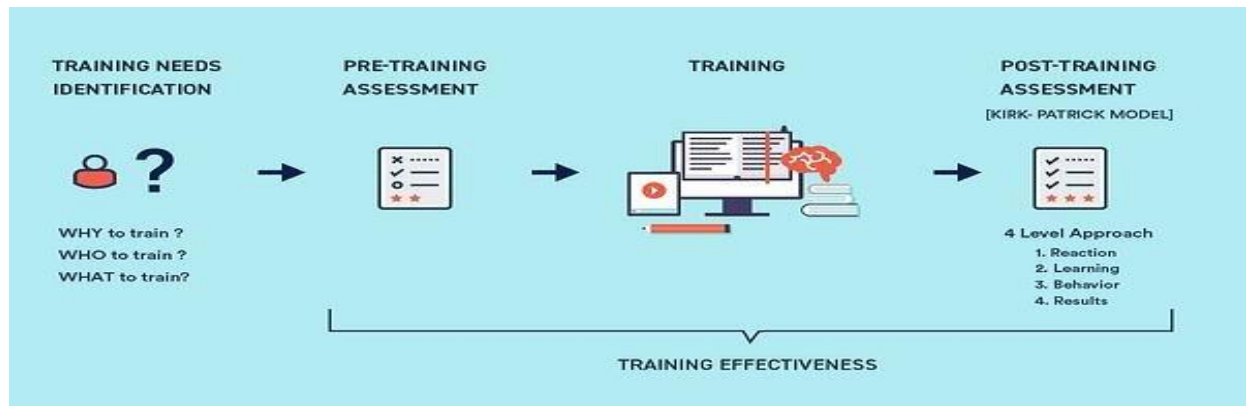 TRAINING NEEDS
IDENTIFICATION
WHY to train ?
WHO to train ?
WHAT to train?
PRE-TRAINING
ASSESSMENT
TRAINING
POST-TRAINING
ASSESSMENT
[KIRK- PATRICK MODEL]
4 Level Approach
1. Reaction
2. Learning
3. Behavior
4. Results
TRAINING EFFECTIVENESS